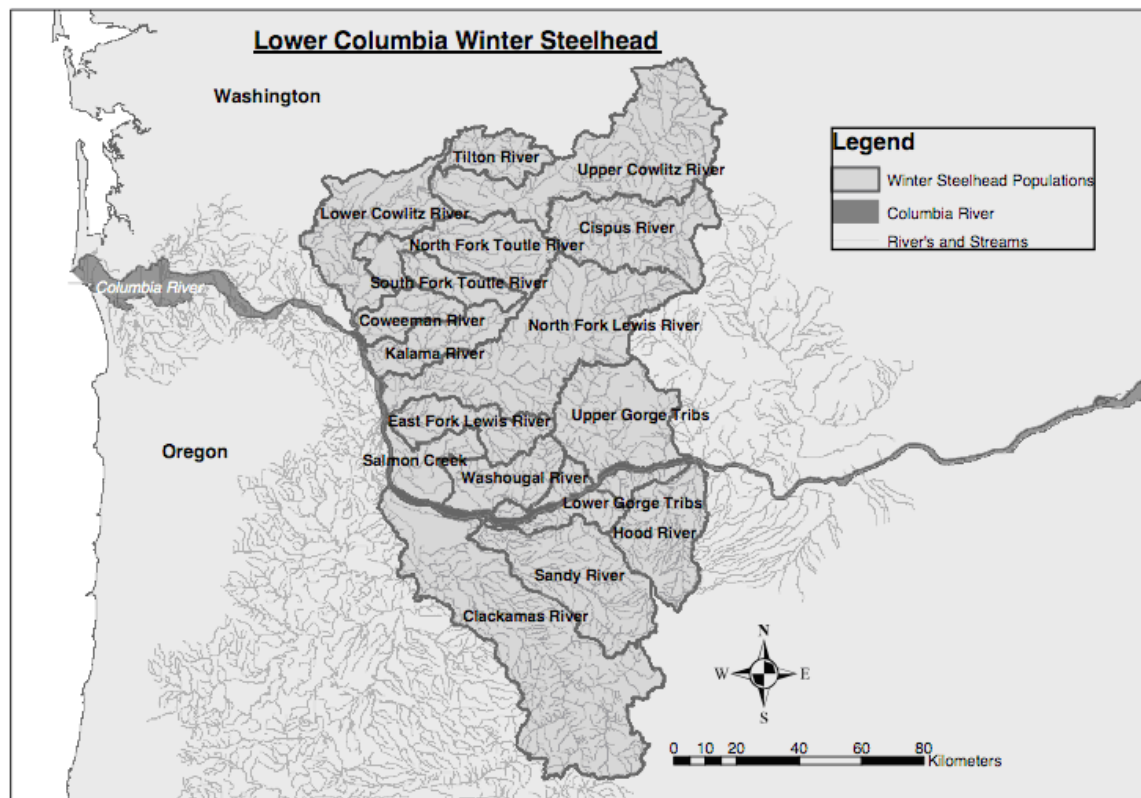 Lower Columbia Winter Steelhead
Washington
Tilton River
Upper Cowlitz River
Legend
Winter Steelhead Populations
Columbia River
River's and Streams
Lower Cowlitz River
Cispus River
North Fork Toutle River
South Fork Toutle River
Columbia River
Coweeman River
North Fork Lewis River
Kalama River
East Fork Lewis River
Upper Gorge Tribs
Oregon
Salmon Creek
Washougal River
Lower Gorge Tribs
Hood River
Sandy River
Clackamas River
N
W
E
S
0 5 10 20 40 60 80
Kilometers